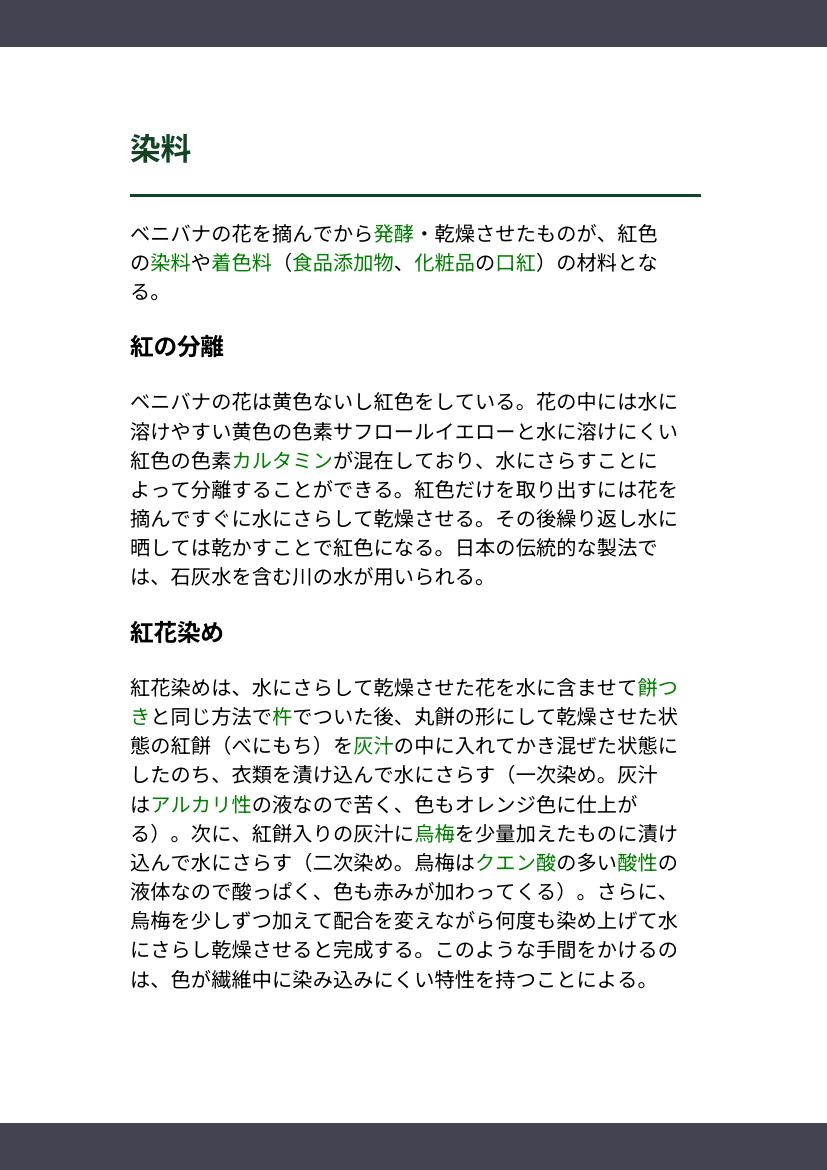 染料
ベニバナの花を摘んでから発酵・乾燥させたものが、紅色
の染料や着色料（食品添加物、化粧品の口紅）の材料とな
る。
紅の分離
ベニバナの花は黄色ないし紅色をしている。花の中には水に
溶けやすい黄色の色素サフロールイエローと水に溶けにくい
紅色の色素カルタミンが混在しており、水にさらすことに
よって分離することができる。紅色だけを取り出すには花を
摘んですぐに水にさらして乾燥させる。その後繰り返し水に
晒しては乾かすことで紅色になる。日本の伝統的な製法で
は、石灰水を含む川の水が用いられる。
紅花染め
紅花染めは、水にさらして乾燥させた花を水に含ませて餅つ
きと同じ方法で杵でついた後、丸餅の形にして乾燥させた状
態の紅餅（べにもち）を灰汁の中に入れてかき混ぜた状態に
したのち、衣類を漬け込んで水にさらす（一次染め。灰汁
はアルカリ性の液なので苦く、色もオレンジ色に仕上が
る）。次に、紅餅入りの灰汁に烏梅を少量加えたものに漬け
込んで水にさらす（二次染め。烏梅はクエン酸の多い酸性の
液体なので酸っぱく、色も赤みが加わってくる）。さらに、
烏梅を少しずつ加えて配合を変えながら何度も染め上げて水
にさらし乾燥させると完成する。このような手間をかけるの
は、色が繊維中に染み込みにくい特性を持つことによる。